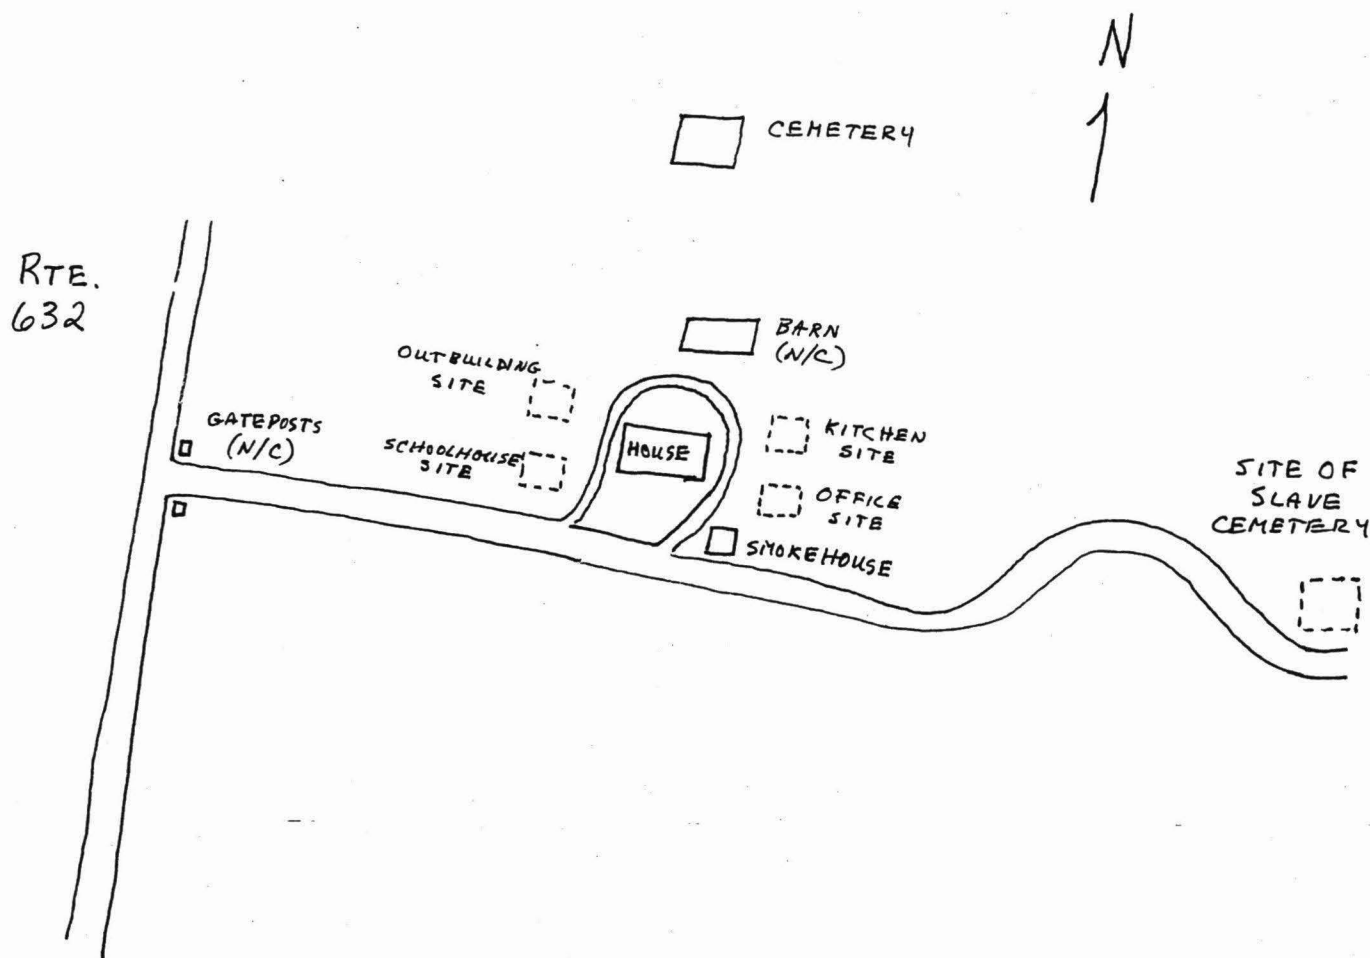 N
CEMETERY
RTE.
632
BARN
(N/C)
OUTBUILDING
SITE
GATEPOSTS
(N/C)
SCHOOLHOUSE
SITE
HOUSE
KITCHEN
SITE
OFFICE
SITE
SMOKEHOUSE
SITE OF
SLAVE
CEMETERY